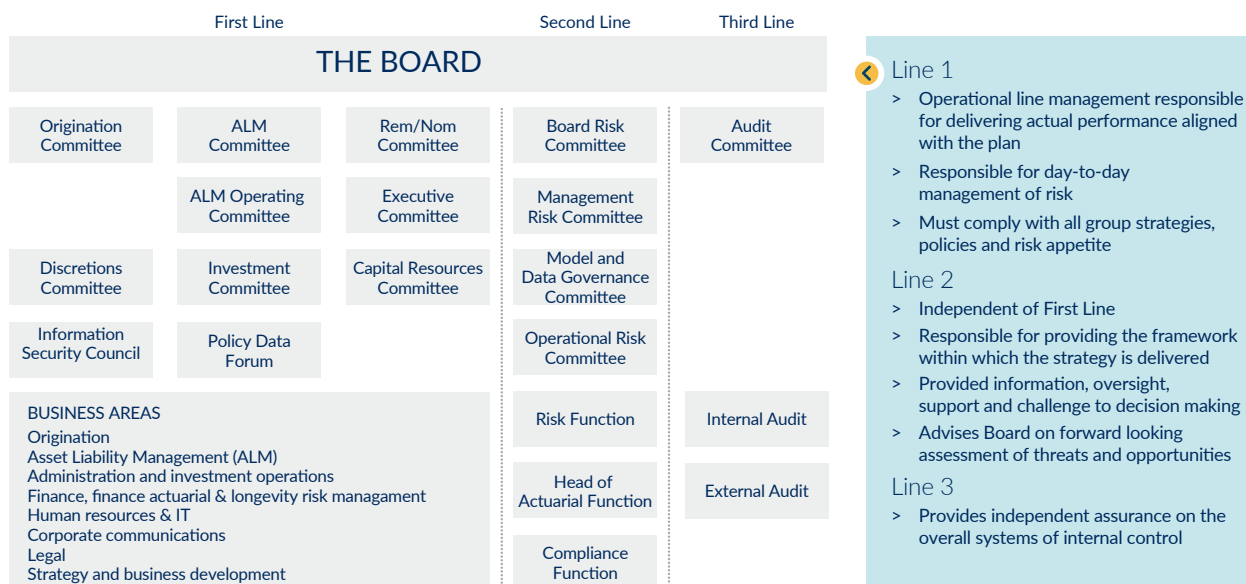 First Line
Second Line
Third Line
THE BOARD
Origination
Committee
ALM
Committee
Rem/Nom
Committee
Board Risk
Committee
Audit
Committee
ALM Operating
Committee
Executive
Committee
Management
Risk Committee
Discretions
Committee
Investment
Committee
Capital Resources
Committee
Model and
Data Governance
Committee
Information
Security Council
Policy Data
Forum
Operational Risk
Committee
BUSINESS AREAS
Origination
Asset Liability Management (ALM)
Administration and investment operations
Finance, finance actuarial & longevity risk managament
Human resources & IT
Corporate communications
Legal
Strategy and business development
Risk Function
Internal Audit
Head of
Actuarial Function
External Audit
Compliance
Function
Line 1
> Operational line management responsible
for delivering actual performance aligned
with the plan
> Responsible for day-to-day
management of risk
> Must comply with all group strategies,
policies and risk appetite
Line 2
> Independent of First Line
> Responsible for providing the framework
within which the strategy is delivered
> Provided information, oversight,
support and challenge to decision making
> Advises Board on forward looking
assessment of threats and opportunities
Line 3
> Provides independent assurance on the
overall systems of internal control